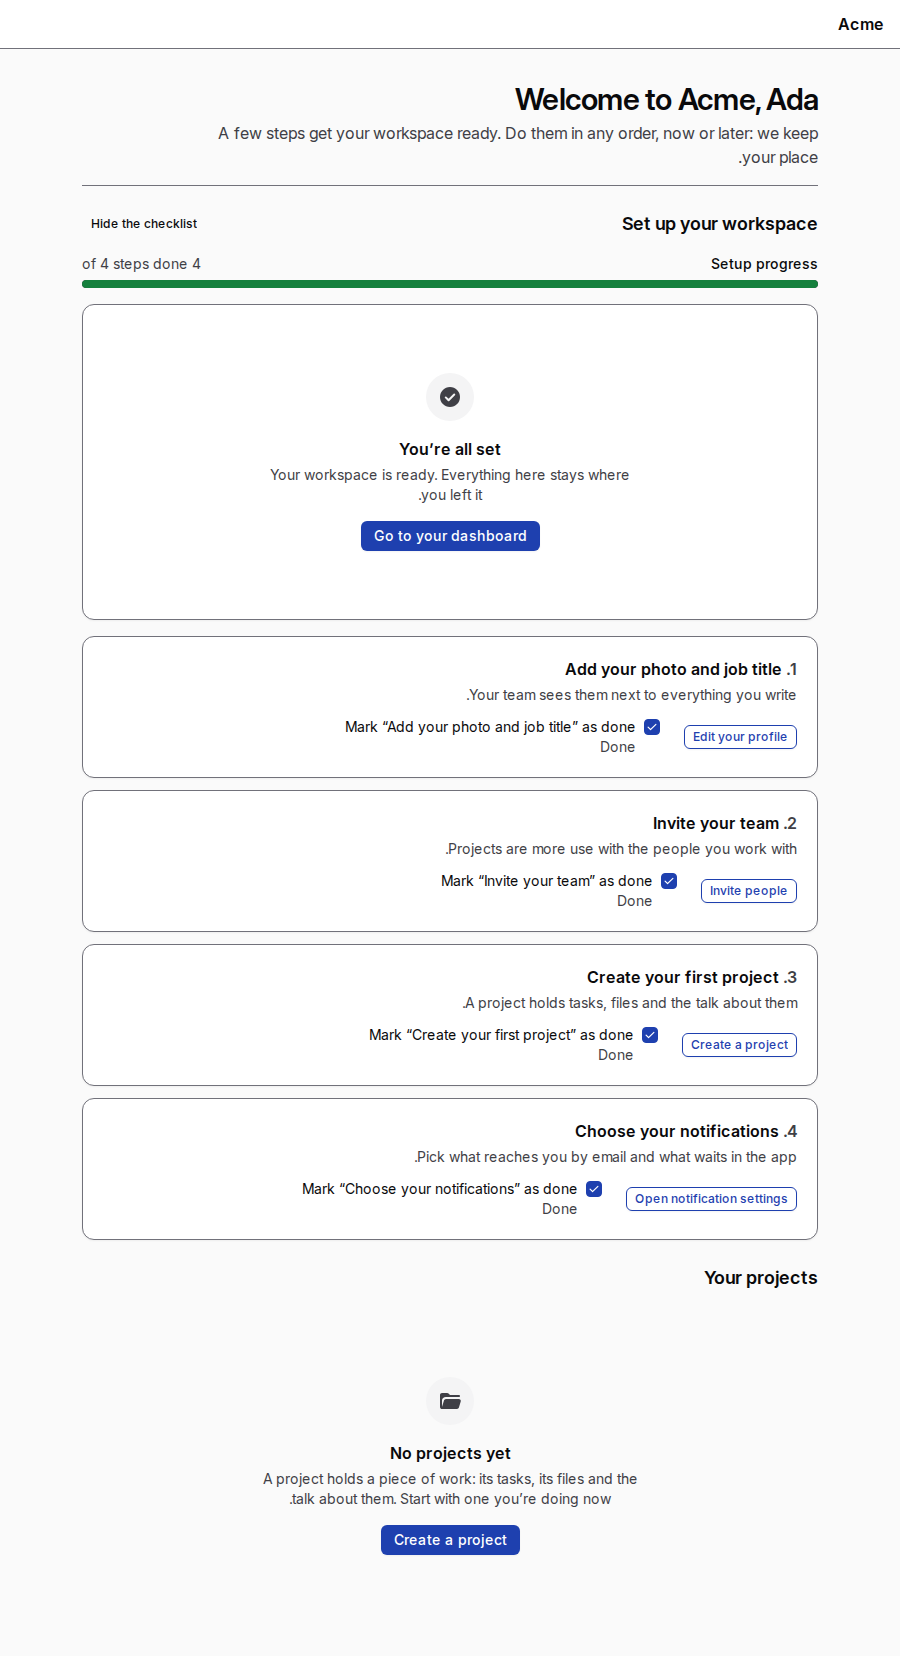 Acme
Welcome to Acme, Ada
A few steps get your workspace ready. Do them in any order, now or later: we keep
.your place
Set up your workspace
Hide the checklist
Setup progress
of 4 steps done 4
You’re all set
Your workspace is ready. Everything here stays where
.you left it
Go to your dashboard
Add your photo and job title .1
.Your team sees them next to everything you write
Edit your profile
Mark “Add your photo and job title” as done
Done
Invite your team .2
.Projects are more use with the people you work with
Invite people
Mark “Invite your team” as done
Done
Create your first project .3
.A project holds tasks, files and the talk about them
Create a project
Mark “Create your first project” as done
Done
Choose your notifications .4
.Pick what reaches you by email and what waits in the app
Open notification settings
Mark “Choose your notifications” as done
Done
Your projects
No projects yet
A project holds a piece of work: its tasks, its files and the
.talk about them. Start with one you’re doing now
Create a project